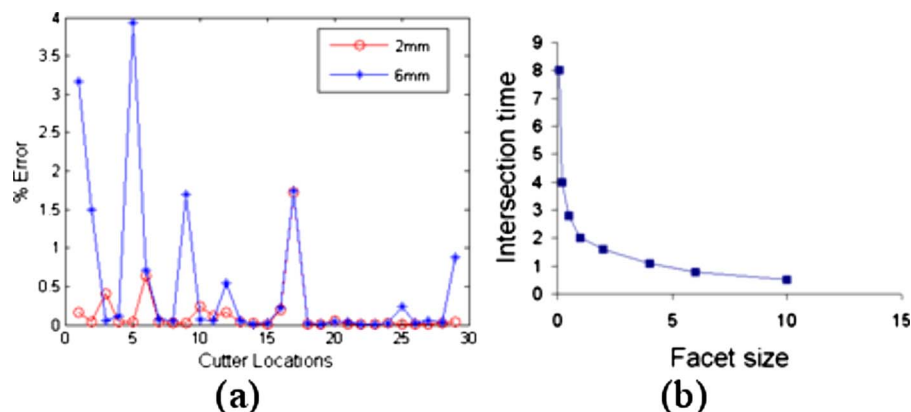 4
3.5
3
2.5
2
1.5
1
0.5
0
% Error
0 5 10 15 20 25 30
Cutter Locations
2mm
6mm
(a)
9
8
7
6
5
4
3
2
1
0
Intersection time
0 5 10 15
Facet size
(b)